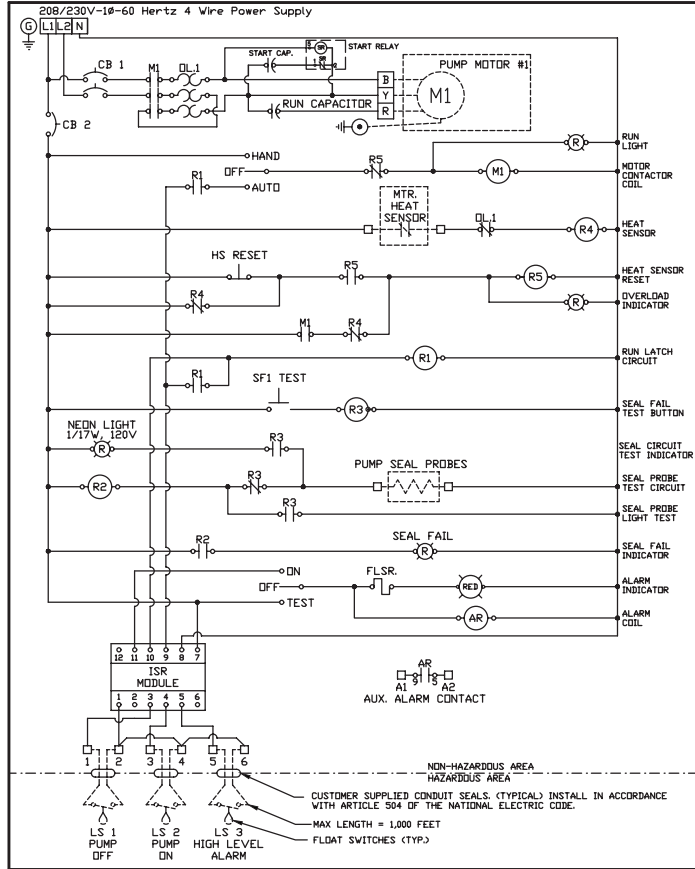 208/230V-1ø-60 Hertz 4 Wire Power Supply
G L1 L2 N
CB 1
M1
OL.1
START CAP.
SR
START RELAY
5
SR
PUMP MOTOR #1
B
Y
R
M1
RUN CAPACITOR
CB 2
HAND
OFF
AUTO
R1
R5
R
RUN
LIGHT
M1
MOTOR
CONTACTOR
COIL
MTR.
HEAT
SENSOR
OL.1
R4
HEAT
SENSOR
HS RESET
R5
R5
HEAT SENSOR
RESET
R4
R
OVERLOAD
INDICATOR
M1
R4
R1
RUN LATCH
CIRCUIT
R1
SF1 TEST
R3
SEAL FAIL
TEST BUTTON
NEON LIGHT
1/17W, 120V
R
R3
SEAL CIRCUIT
TEST INDICATOR
PUMP SEAL PROBES
R2
R3
SEAL PROBE
TEST CIRCUIT
R3
SEAL PROBE
LIGHT TEST
R2
SEAL FAIL
R
SEAL FAIL
INDICATOR
ON
OFF
TEST
FLSR.
RED
ALARM
INDICATOR
AR
ALARM
COIL
12 11 10 9 8 7
ISR
MODULE
1 2 3 4 5 6
AR
A1 9 5 A2
AUX. ALARM CONTACT
1 2 3 4 5 6
NON-HAZARDOUS AREA
HAZARDOUS AREA
CUSTOMER SUPPLIED CONDUIT SEALS. (TYPICAL) INSTALL IN ACCORDANCE
WITH ARTICLE 504 OF THE NATIONAL ELECTRIC CODE.
MAX LENGTH = 1,000 FEET
FLOAT SWITCHES (TYP.)
LS 1
PUMP
OFF
LS 2
PUMP
ON
LS 3
HIGH LEVEL
ALARM